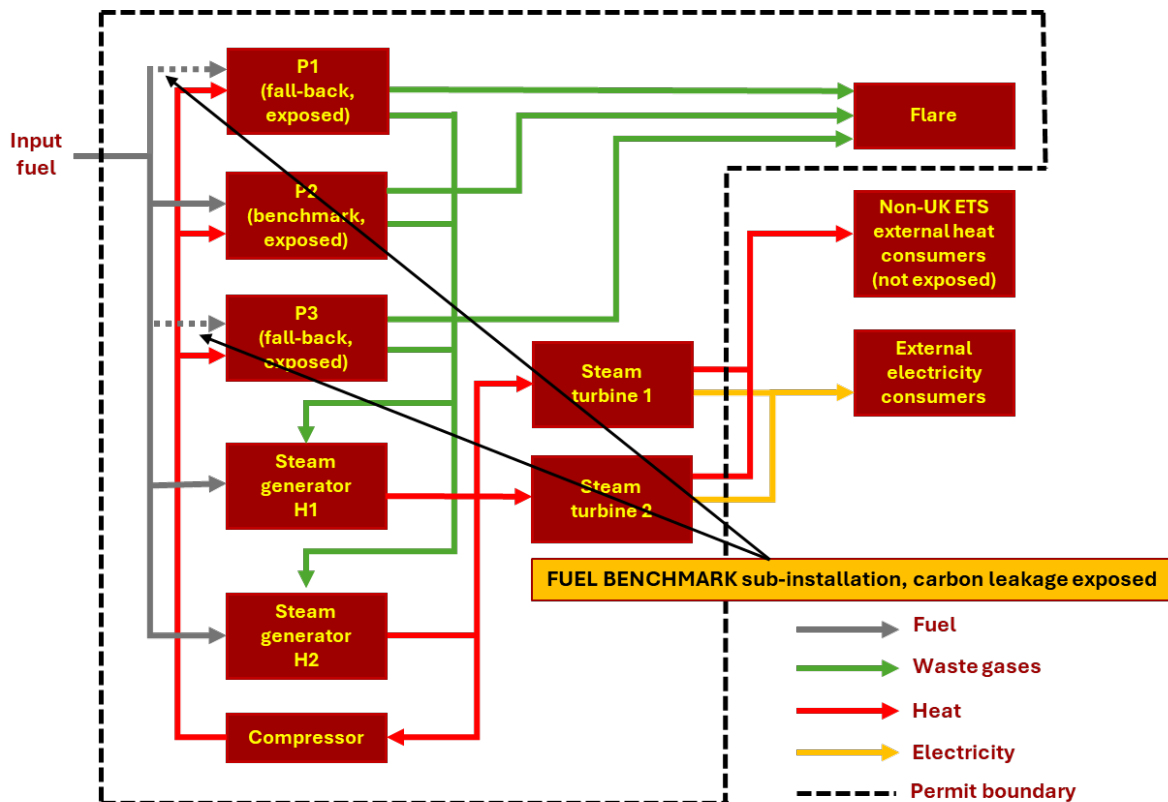 Input
fuel
P1
(fall-back,
exposed)
P2
(benchmark,
exposed)
P3
(fall-back,
exposed)
Steam
generator
H1
Steam
generator
H2
Compressor
Steam
turbine 1
Steam
turbine 2
Flare
Non-UK ETS
external heat
consumers
(not exposed)
External
electricity
consumers
FUEL BENCHMARK sub-installation, carbon leakage exposed
Fuel
Waste gases
Heat
Electricity
Permit boundary